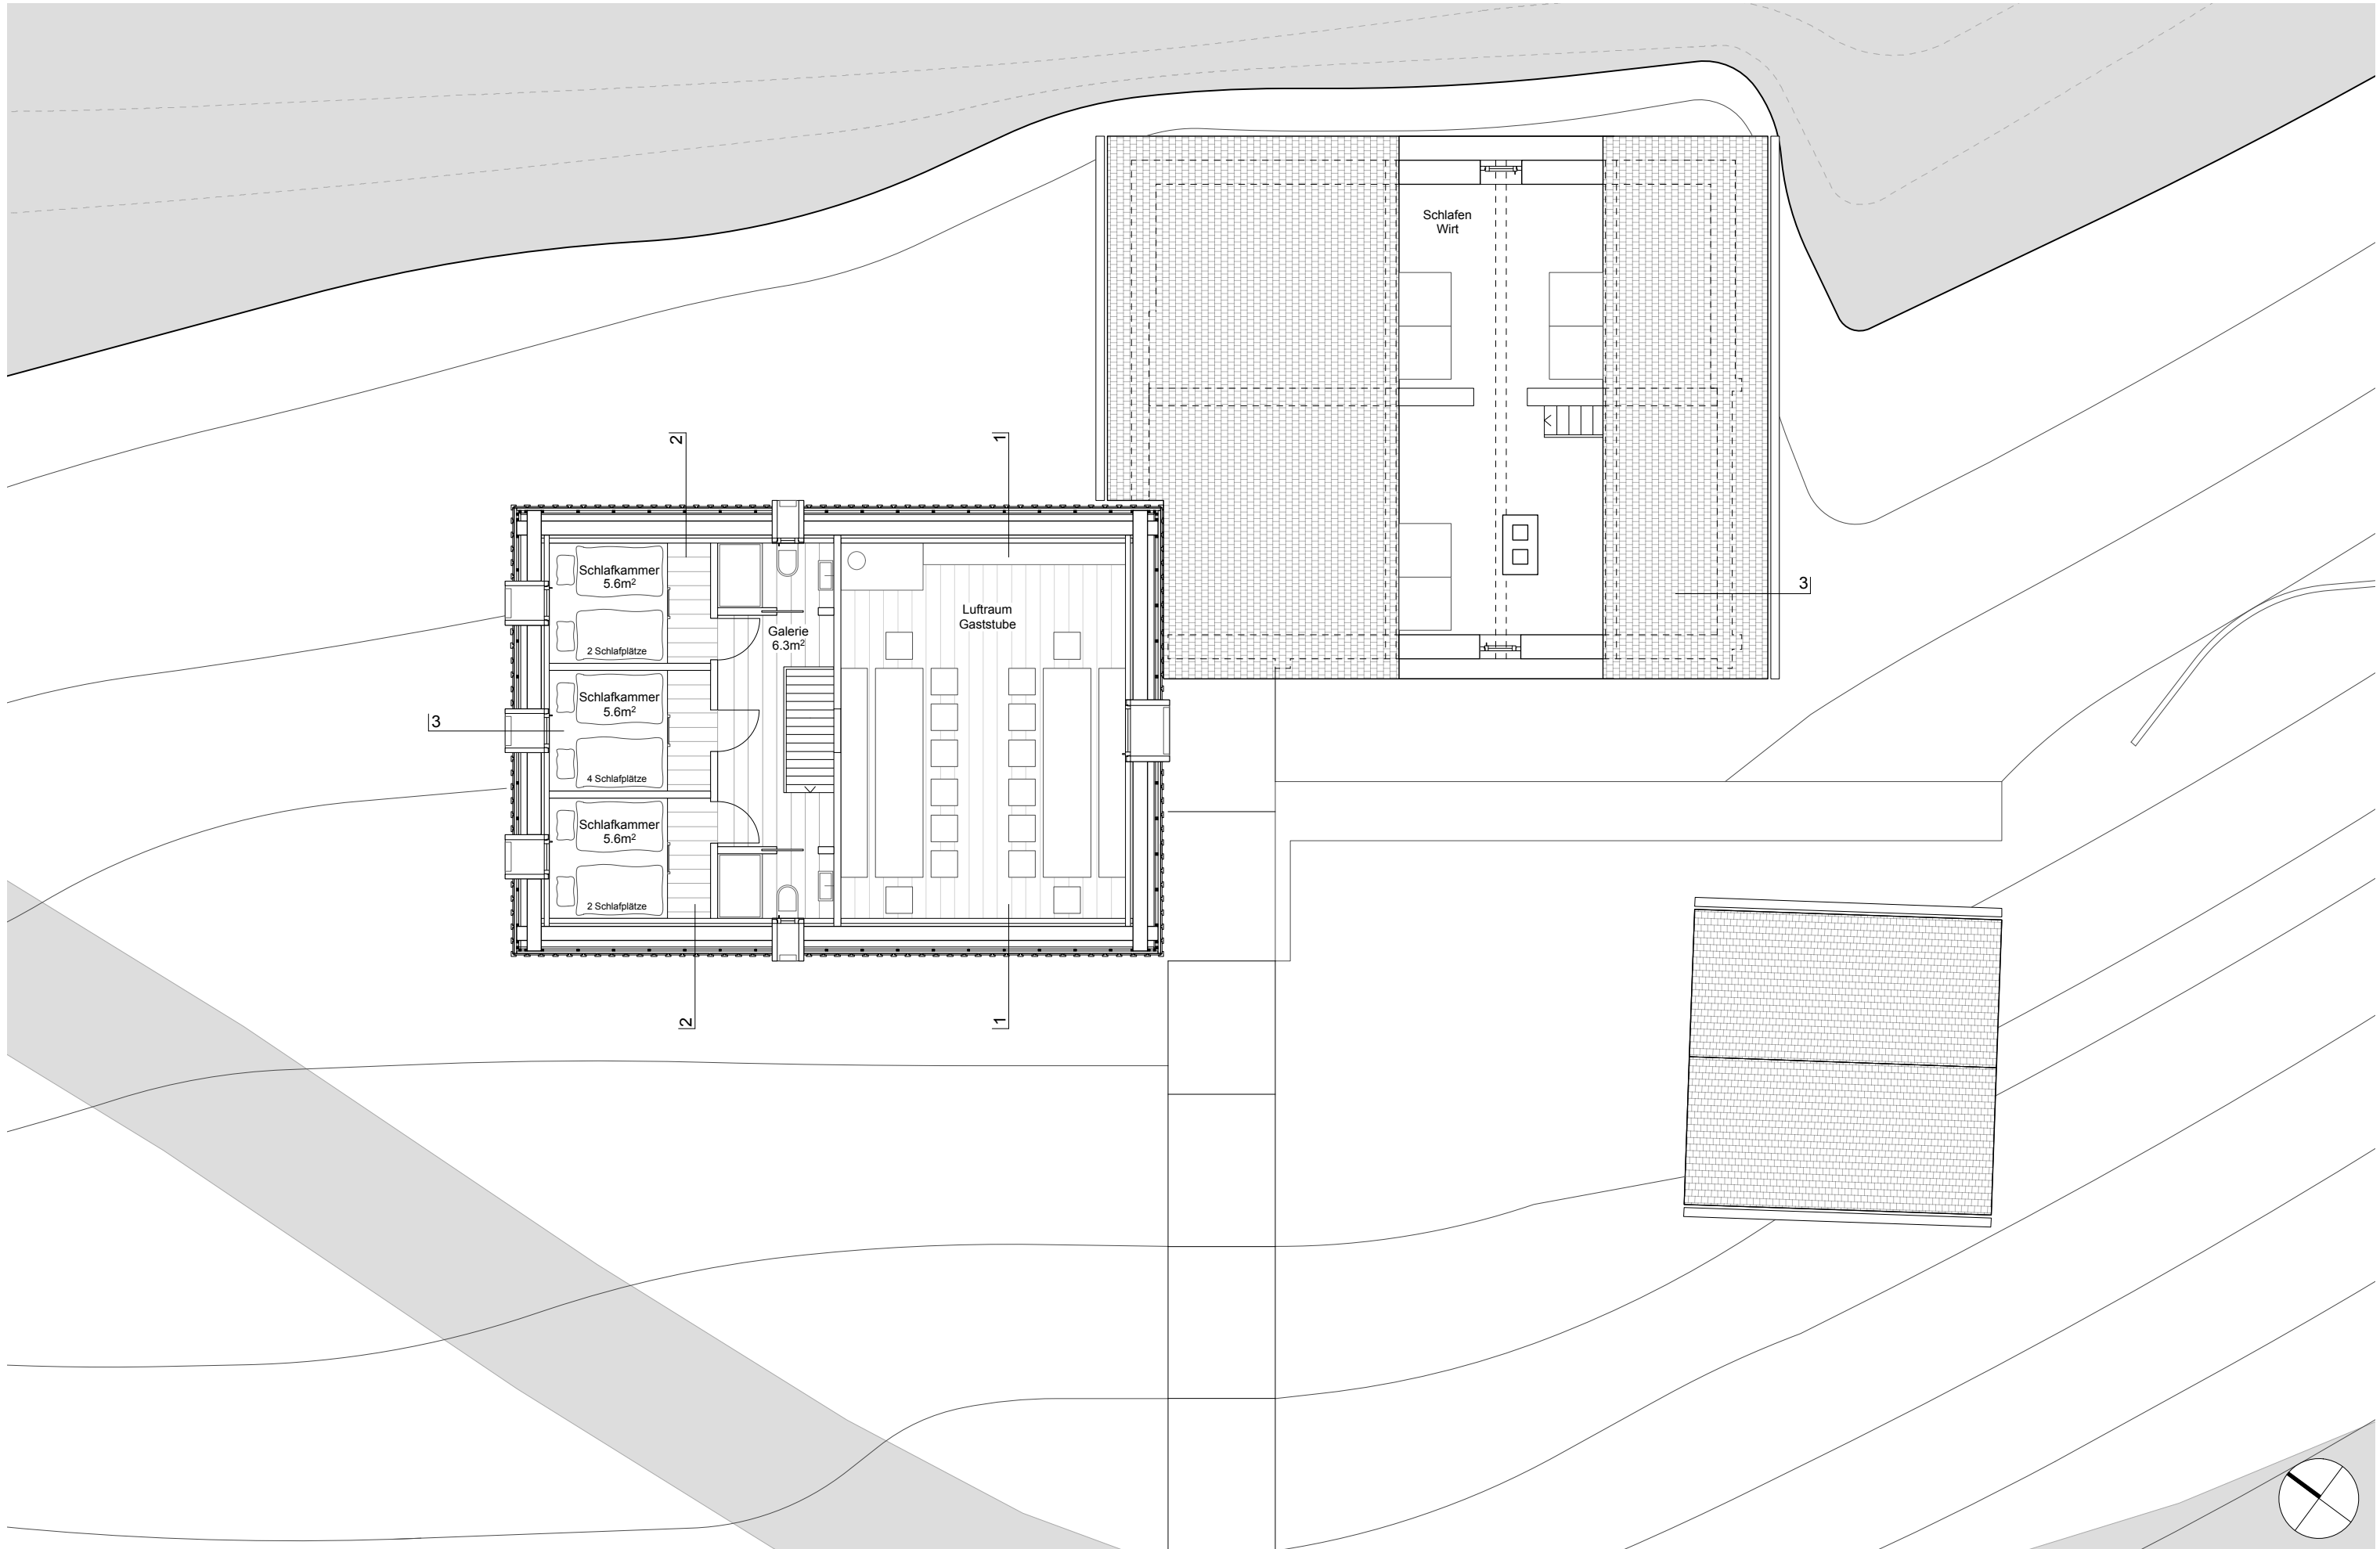 Schlafen
Wirt
2
1
Schlafkammer
5.6m²
2 Schlafplätze
Galerie
6.3m²
Luftraum
Gaststube
3
Schlafkammer
5.6m²
4 Schlafplätze
3
Schlafkammer
5.6m²
2 Schlafplätze
2
1